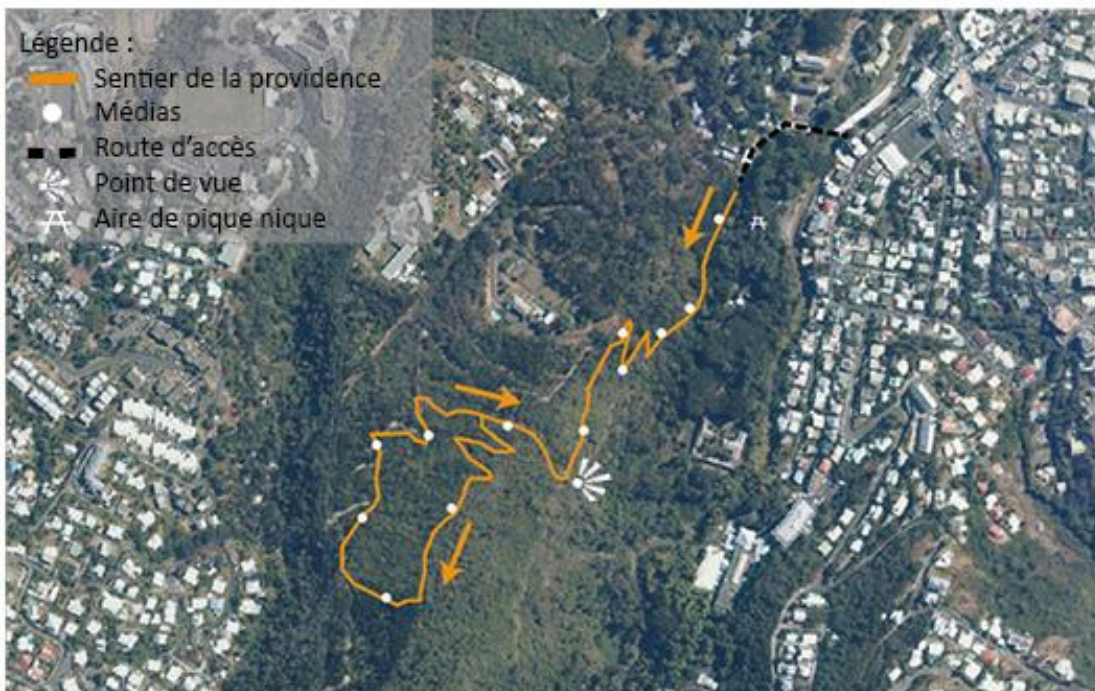 Légende :
Sentier de la providence
Médias
Route d'accès
Point de vue
Aire de pique nique